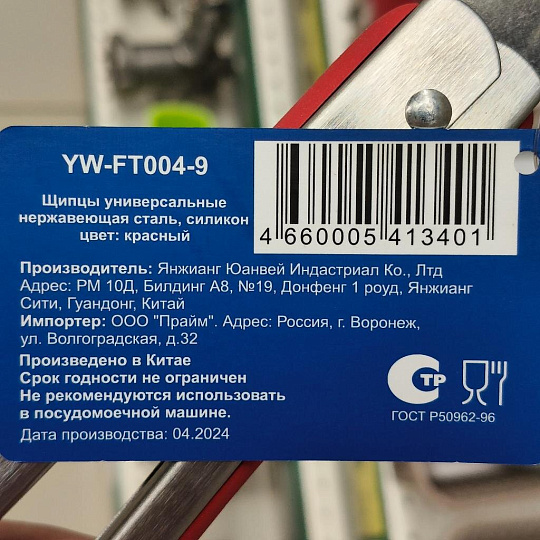 YW-FT004-9
Щипцы универсальные
нержавеющая сталь, силикон
цвет: красный
4 660005 413401
Производитель: Янжианг Юанвей Индастриал Ко., Лтд
Адрес: РМ 10Д, Билдинг А8, №19, Донфенг 1 роуд, Янжианг
Сити, Гуандонг, Китай
Импортер: ООО "Прайм". Адрес: Россия, г. Воронеж,
ул. Волгоградская, д.32
Произведено в Китае
Срок годности не ограничен
Не рекомендуются использовать
в посудомоечной машине.
Дата производства: 04.2024
ТР
ГОСТ Р50962-96